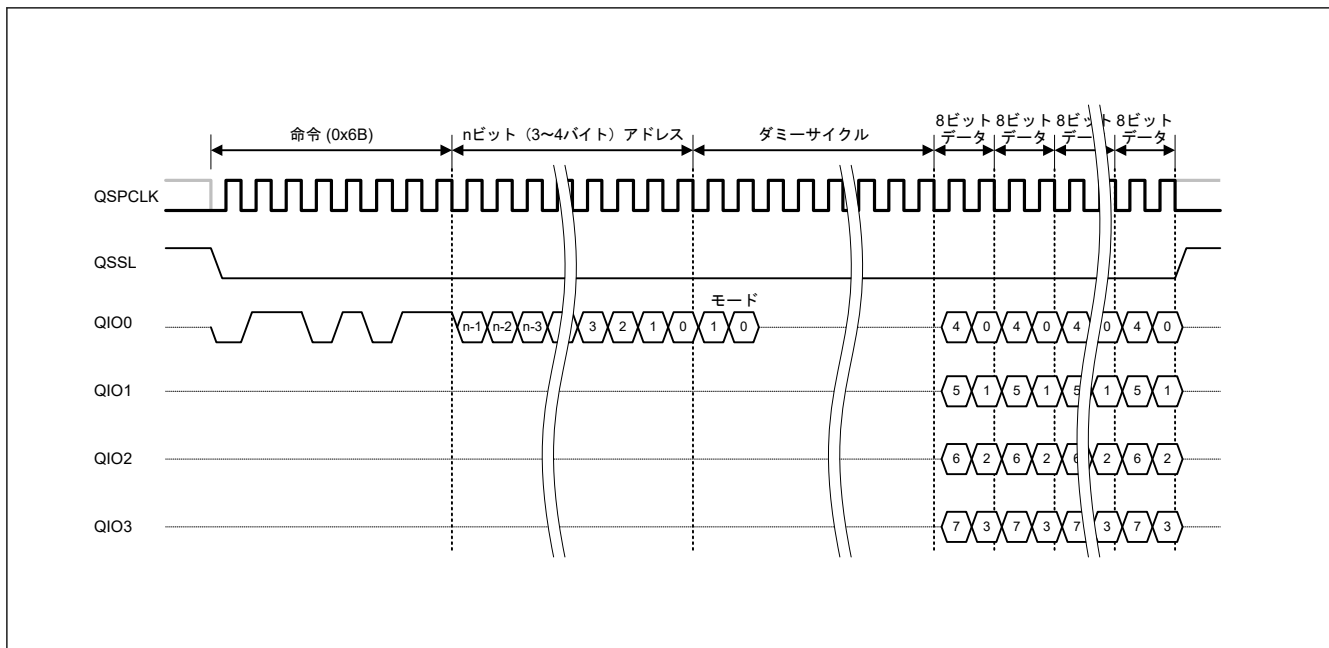 命令 (0x6B)
nビット（3～4バイト）アドレス
ダミーサイクル
8ビット 8ビット 8ビット 8ビット
データ データ データ データ
QSPCLK
QSSL
モード
QIO0 n-1 n-2 n-3 3 2 1 0 1 0 4 0 4 0 4 0 4 0
QIO1 5 1 5 1 5 1 5 1
QIO2 6 2 6 2 6 2 6 2
QIO3 7 3 7 3 7 3 7 3